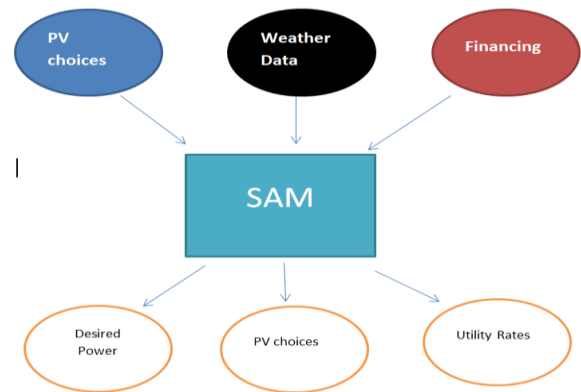 PV
choices
Weather
Data
Financing
SAM
Desired
Power
PV choices
Utility Rates